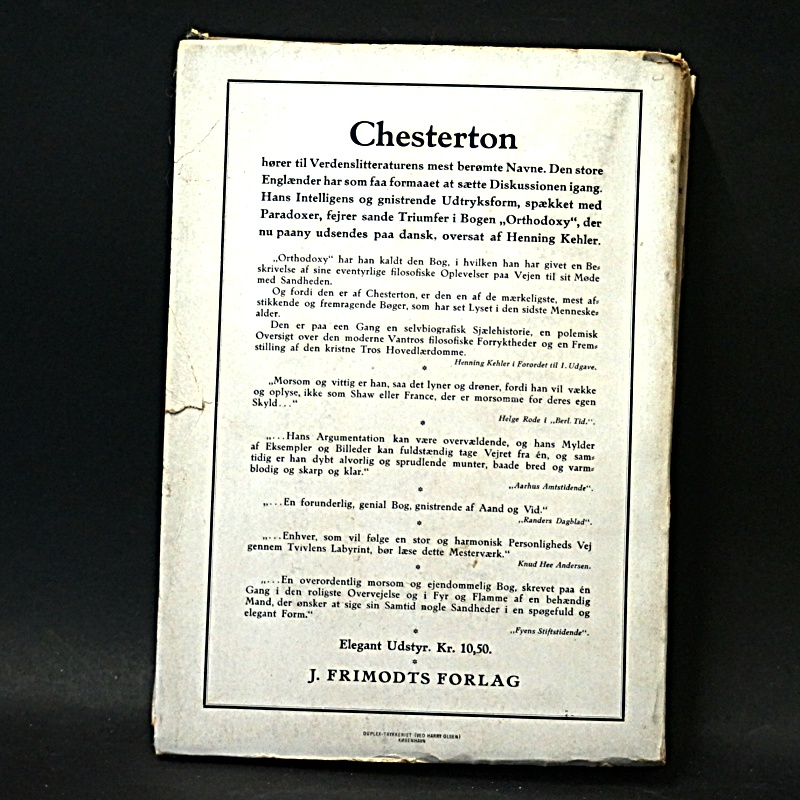 Chesterton
hører til Verdenslitteraturens mest berømte Navne. Den store
Englænder har som faa formaaet at sætte Diskussionen igang.
Hans Intelligens og gnistrende Udtryksform, spækket med
Paradoxer, fejrer sande Triumfer i Bogen „Orthodoxy“, der
nu paany udsendes paa dansk, oversat af Henning Kehler.
„Orthodoxy“ har han kaldt den Bog, i hvilken han har givet en Be-
skrivelse af sine eventyrlige filosofiske Oplevelser paa Vejen til sit Møde
med Sandheden.
Og fordi den er af Chesterton, er den en af de mærkeligste, mest af-
stikkende og fremragende Bøger, som har set Lyset i den sidste Menneske-
alder.
Den er paa een Gang en selvbiografisk Sjælehistorie, en polemisk
Oversigt over den moderne Vantros filosofiske Forryktheder og en Frem-
stilling af den kristne Tros Hovedlærdomme.
Henning Kehler i Forordet til 1. Udgave.
*
„Morsom og vittig er han, saa det lyner og drøner, fordi han vil vække
og oplyse, ikke som Shaw eller France, der er morsomme for deres egen
Skyld...“
Helge Rode i „Berl. Tid.“.
*
„...Hans Argumentation kan være overvældende, og hans Mylder
af Eksempler og Billeder kan fuldstændig tage Vejret fra én, og sam-
tidig er han dybt alvorlig og sprudlende munter, baade bred og varm-
blodig og skarp og klar.“
„Aarhus Amtstidende“.
*
„...En forunderlig, genial Bog, gnistrende af Aand og Vid.“
„Randers Dagblad“.
*
„...Enhver, som vil følge en stor og harmonisk Personligheds Vej
gennem Tvivlens Labyrint, bør læse dette Mesterværk.“
Knud Hee Andersen.
*
„...En overordentlig morsom og ejendommelig Bog, skrevet paa én
Gang i den roligste Overvejelse og i Fyr og Flamme af en behændig
Mand, der ønsker at sige sin Samtid nogle Sandheder i en spøgefuld og
elegant Form.“
„Fyens Stiftstidende“.
*
Elegant Udstyr. Kr. 10,50.
*
J. FRIMODTS FORLAG
DUPLEX-TRYKKERIET (VED HARRY OLSEN)
KØBENHAVN